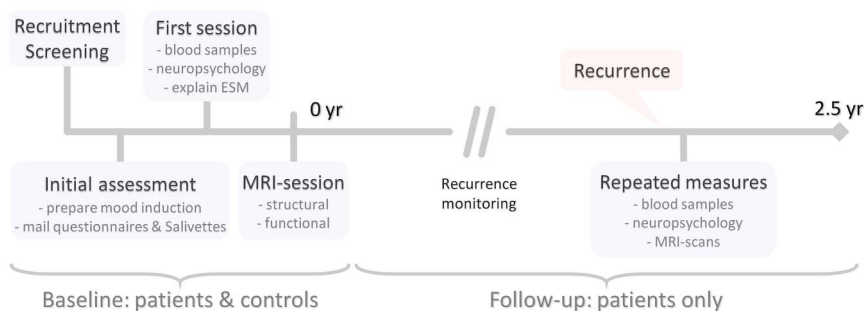 Recruitment
Screening
First session
- blood samples
- neuropsychology
- explain ESM
0 yr
Recurrence
2.5 yr
Initial assessment
- prepare mood induction
- mail questionnaires & Salivettes
MRI-session
- structural
- functional
Recurrence
monitoring
Repeated measures
- blood samples
- neuropsychology
- MRI-scans
Baseline: patients & controls
Follow-up: patients only